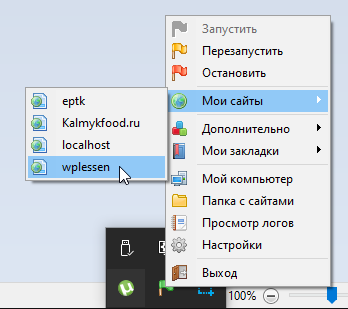 Запустить
Перезапустить
Остановить
Мои сайты
eptk
Kalmykfood.ru
localhost
wplessen
Дополнительно
Мои закладки
Мой компьютер
Папка с сайтами
Просмотр логов
Настройки
Выход
100%